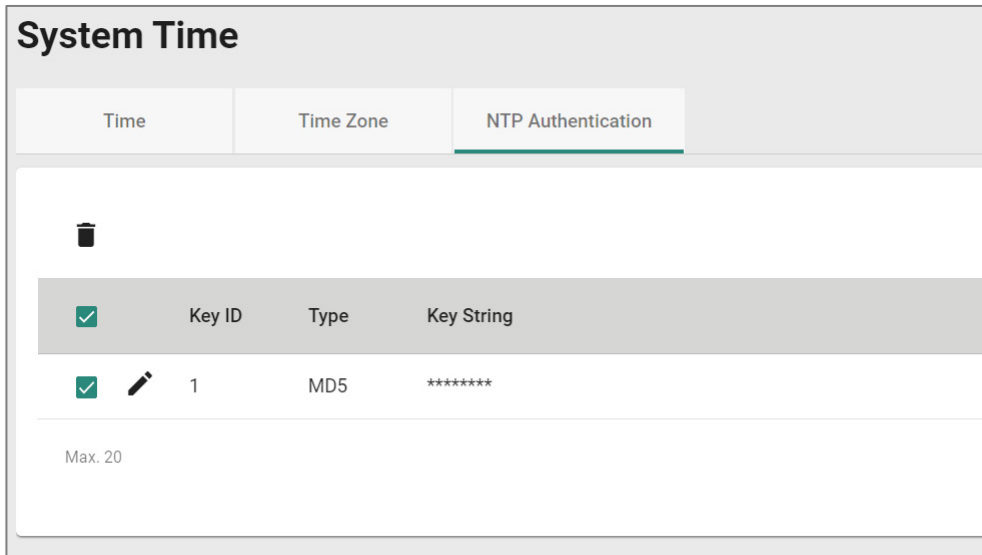 System Time
Time Time Zone NTP Authentication
Key ID Type Key String
1 MD5 ********
Max. 20